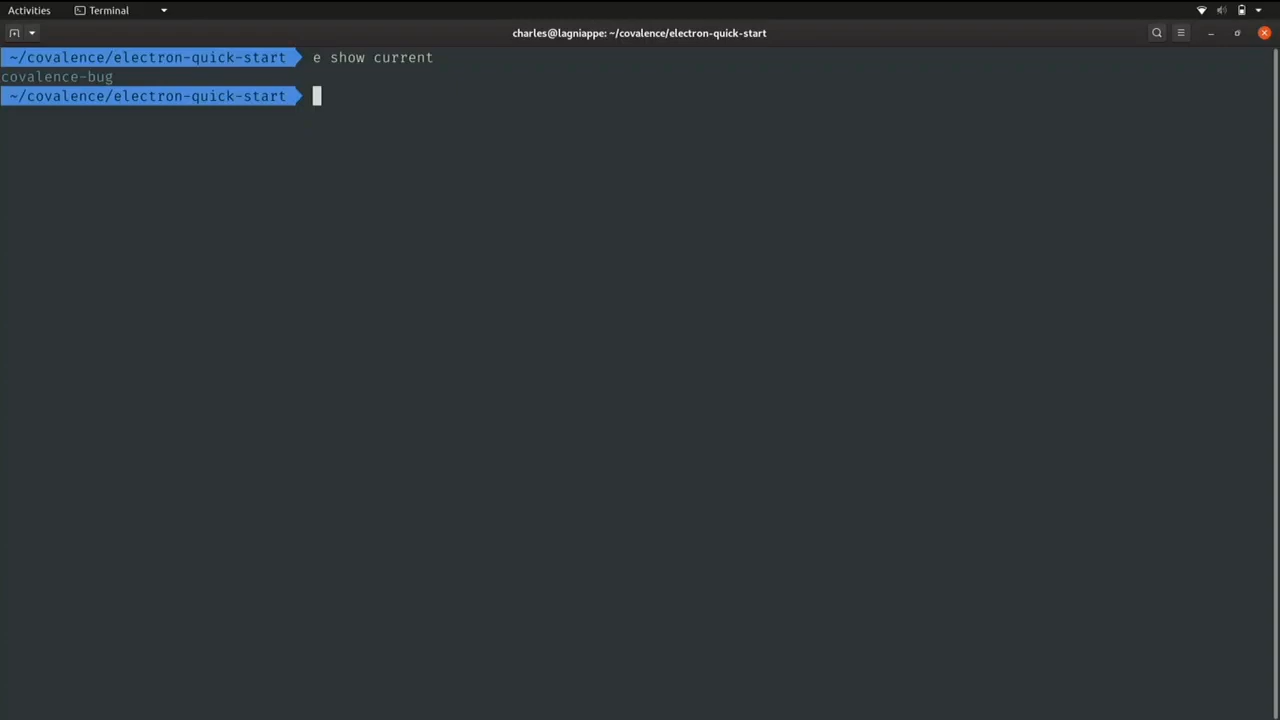 Activities Terminal
charles@lagniappe: ~/covalence/electron-quick-start
~/covalence/electron-quick-start e show current
covalence-bug
~/covalence/electron-quick-start